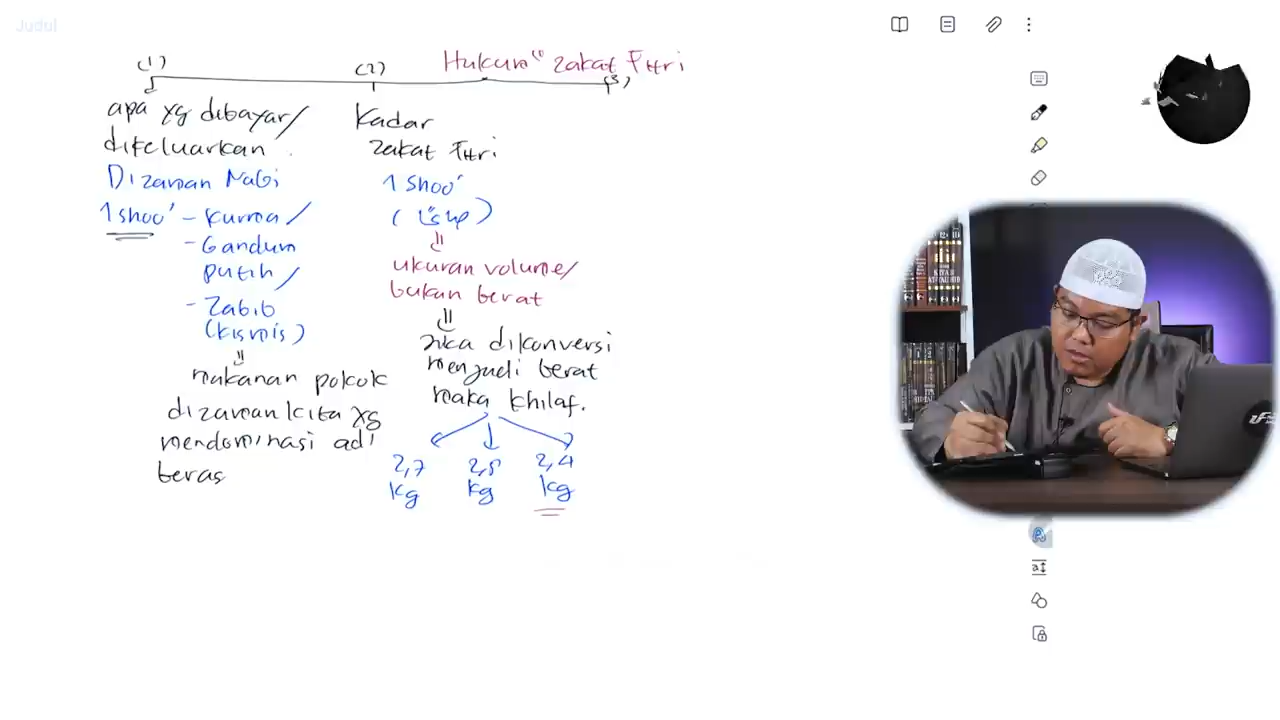 Judul
Hukum² zakat Fitri
(1)
apa yg dibayar/
dikeluarkan.
Dizaman Nabi
1 shoo' - Kurma/
- Gandum
putih/
- Zabib
(kismis)
makanan pokok
dizaman kita yg
mendominasi adl
beras
(2)
Kadar
zakat Fitri
1 shoo'
ukuran volume/
bukan berat
Jika dikonversi
menjadi berat
maka khilaf.
2,7
kg
2,5
kg
2,4
kg
(3)